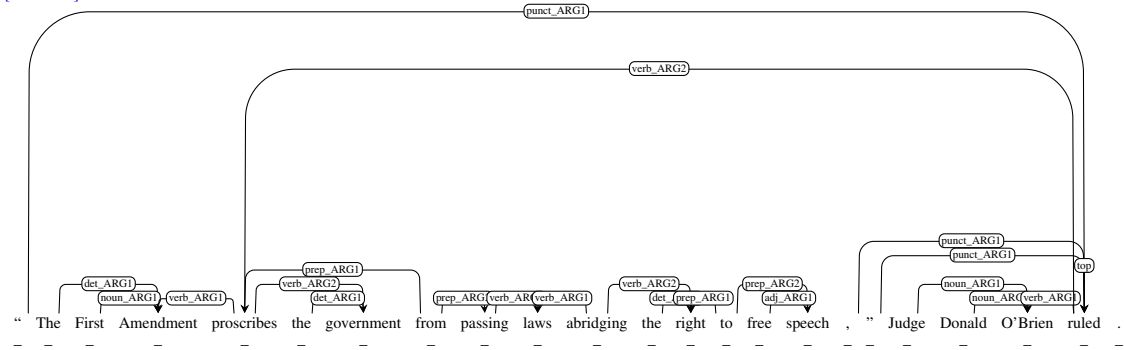 punct_ARG1
verb_ARG2
punct_ARG1
punct_ARG1
top
prep_ARG1
det_ARG1 verb_ARG2 verb_ARG2 prep_ARG2 noun_ARG1
noun_ARG1 verb_ARG1 det_ARG1 verb_ARG1 prep_ARG1 adj_ARG1 verb_ARG1
“ The First Amendment proscribes the government from passing laws abridging the right to free speech , ” Judge Donald O’Brien ruled .